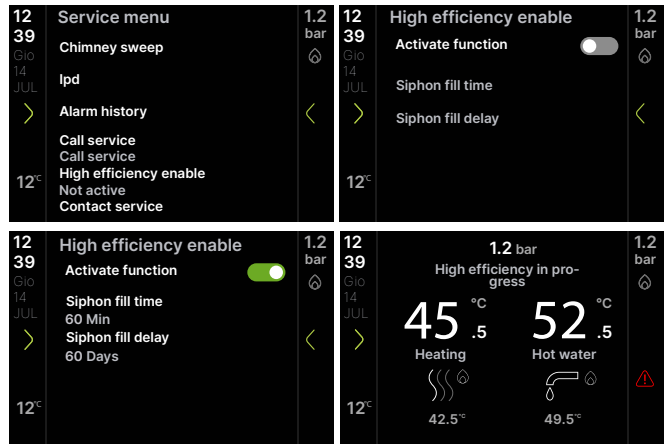 12
39
Gio
14
JUL
12°C
Service menu
Chimney sweep
Ipd
Alarm history
Call service
Call service
High efficiency enable
Not active
Contact service
1.2
bar
12
39
Gio
14
JUL
12°C
High efficiency enable
Activate function
Siphon fill time
Siphon fill delay
1.2
bar
12
39
Gio
14
JUL
12°C
High efficiency enable
Activate function
Siphon fill time
60 Min
Siphon fill delay
60 Days
1.2
bar
12
39
Gio
14
JUL
12°C
1.2 bar
High efficiency in pro-
gress
45.5 °C
52.5 °C
Heating
Hot water
42.5°C
49.5°C
1.2
bar